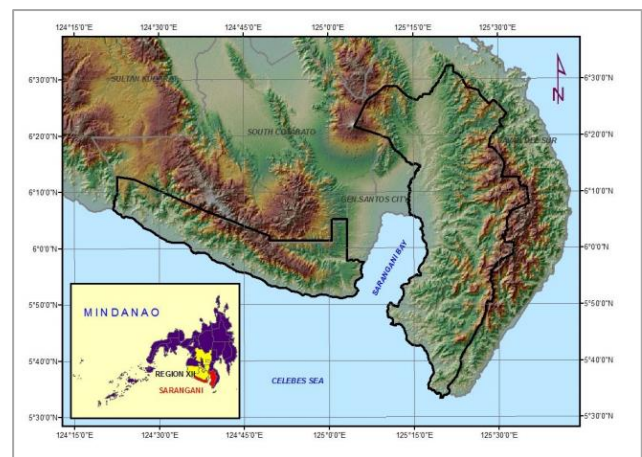 124°15'0"E 124°30'0"E 124°45'0"E 125°0'0"E 125°15'0"E 125°30'0"E
6°30'0"N 6°30'0"N
N
SULTAN KUDARAT
6°20'0"N SOUTH COTABATO DAVAO DEL SUR 6°20'0"N
6°10'0"N GEN.SANTOS CITY 6°10'0"N
6°0'0"N 6°0'0"N
SARANGANI BAY
5°50'0"N 5°50'0"N
MINDANAO
5°40'0"N 5°40'0"N
REGION XII
SARANGANI
CELEBES SEA
5°30'0"N 5°30'0"N
124°15'0"E 124°30'0"E 124°45'0"E 125°0'0"E 125°15'0"E 125°30'0"E